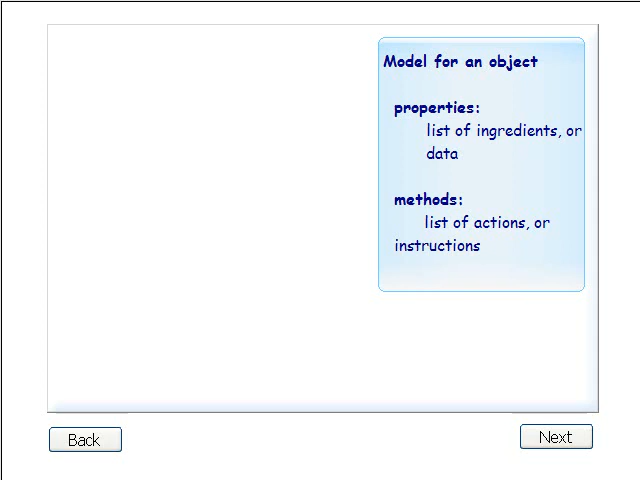 Model for an object
properties:
list of ingredients, or
data
methods:
list of actions, or
instructions
Back
Next